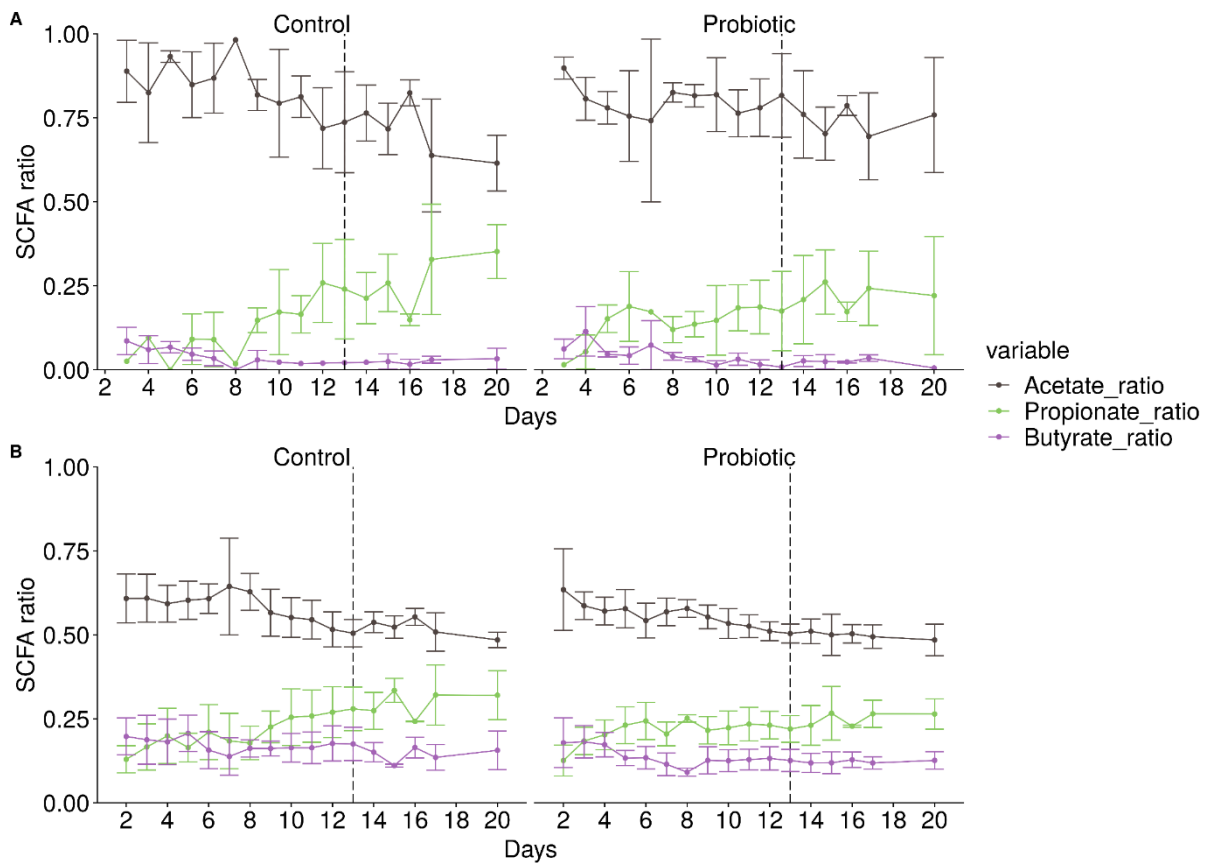 A
Control
Probiotic
1.00
0.75
0.50
0.25
0.00
SCFA ratio
2 4 6 8 10 12 14 16 18 20
2 4 6 8 10 12 14 16 18 20
Days
variable
Acetate_ratio
Propionate_ratio
Butyrate_ratio
B
Control
Probiotic
1.00
0.75
0.50
0.25
0.00
SCFA ratio
2 4 6 8 10 12 14 16 18 20
2 4 6 8 10 12 14 16 18 20
Days